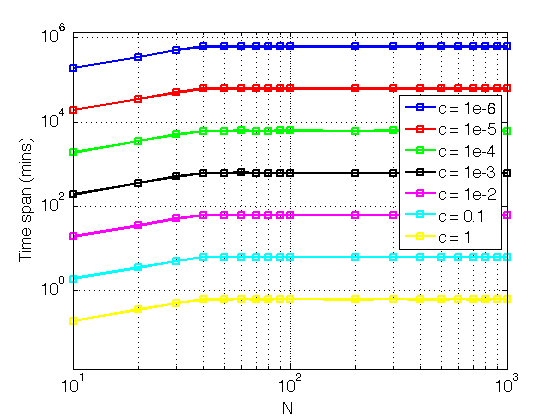 10^6
10^4
10^2
10^0
Time span (mins)
c = 1e-6
c = 1e-5
c = 1e-4
c = 1e-3
c = 1e-2
c = 0.1
c = 1
10^1
10^2
10^3
N